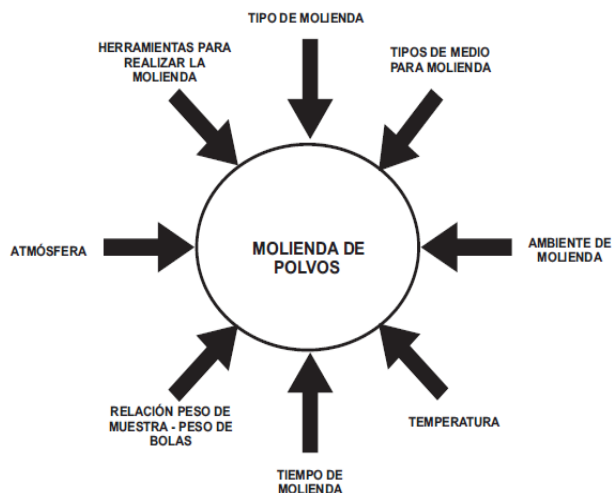 TIPO DE MOLIENDA
HERRAMIENTAS PARA
REALIZAR LA
MOLIENDA
TIPOS DE MEDIO
PARA MOLIENDA
ATMÓSFERA
MOLIENDA DE
POLVOS
AMBIENTE DE
MOLIENDA
RELACIÓN PESO DE
MUESTRA - PESO DE
BOLAS
TEMPERATURA
TIEMPO DE
MOLIENDA